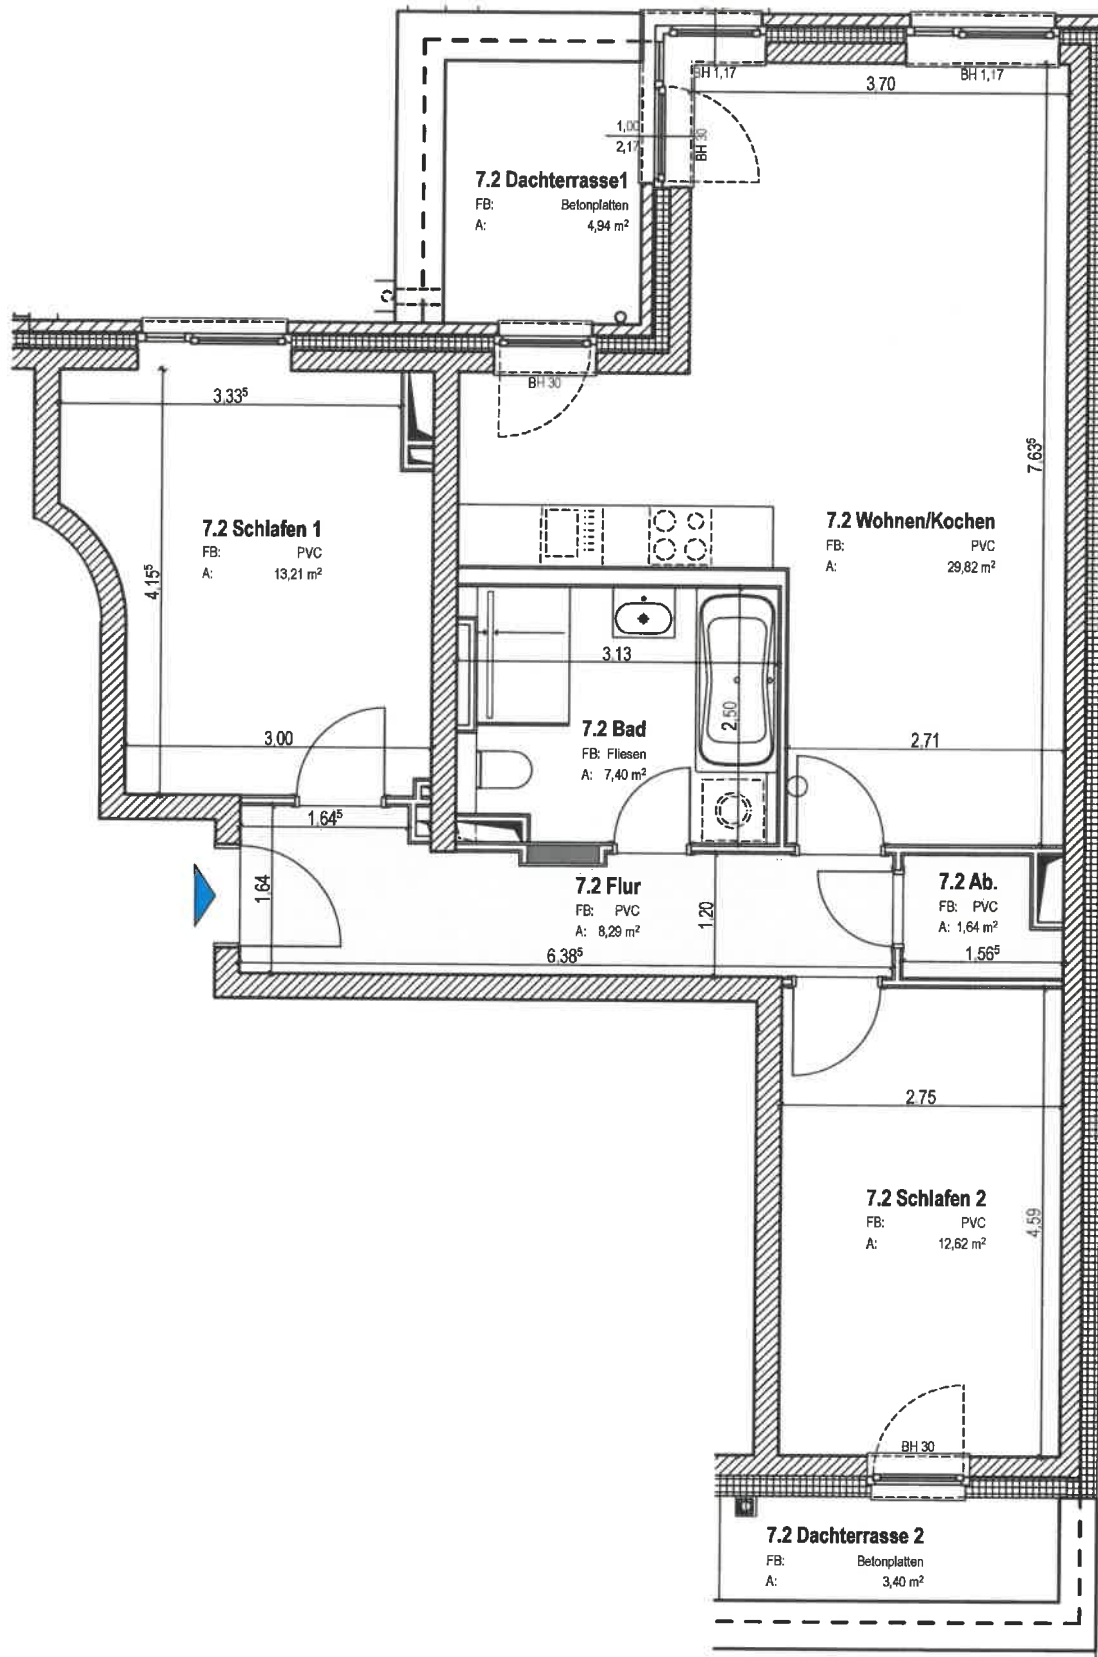 BH 1,17
BH 1,17
3.70
1,00
2,17
BH 30
7.2 Dachterrasse1
FB: Betonplatten
A: 4,94 m²
BH 30
3.33⁵
7.63⁵
7.2 Schlafen 1
FB: PVC
A: 13,21 m²
4.15⁵
7.2 Wohnen/Kochen
FB: PVC
A: 29,82 m²
3.13
2.50
7.2 Bad
FB: Fliesen
A: 7,40 m²
3.00
2.71
1.64⁵
1.64
7.2 Flur
FB: PVC
A: 8,29 m²
1.20
7.2 Ab.
FB: PVC
A: 1,64 m²
6.38⁵
1.56⁵
2.75
7.2 Schlafen 2
FB: PVC
A: 12,62 m²
4.59
BH 30
7.2 Dachterrasse 2
FB: Betonplatten
A: 3,40 m²